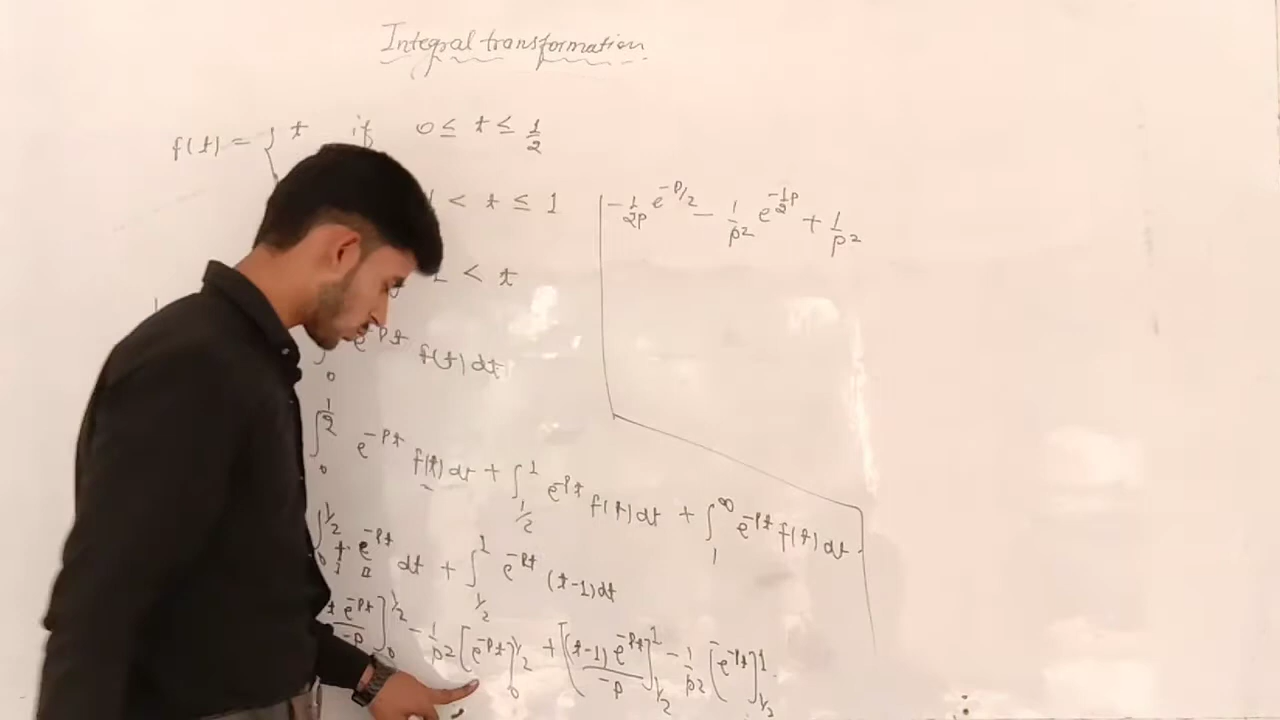 Integral transformation
f(t) = { t if 0 ≤ t ≤ 1/2
< t ≤ 1
< t
e^{-pt} f(t) dt
∫_0^{1/2} e^{-pt} f(t) dt + ∫_{1/2}^1 e^{-pt} f(t) dt + ∫_1^∞ e^{-pt} f(t) dt
∫_0^{1/2} t e^{-pt} dt + ∫_{1/2}^1 e^{-pt} (t-1) dt
t e^{-pt}/-p ]_0^{1/2} - 1/p² [e^{-pt}]_0^{1/2} + [(t-1) e^{-pt}/-p]_{1/2}^1 - 1/p² [e^{-pt}]_{1/2}^1
-1/2p e^{-p/2} - 1/p² e^{-1/2 p} + 1/p²